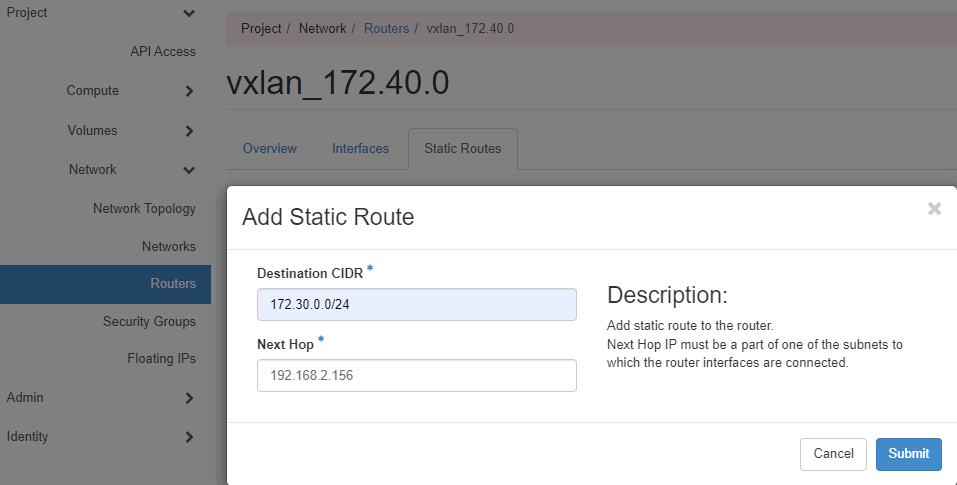 Project
API Access
Compute
Volumes
Network
Network Topology
Networks
Routers
Security Groups
Floating IPs
Admin
Identity
Project / Network / Routers / vxlan_172.40.0
vxlan_172.40.0
Overview Interfaces Static Routes
Add Static Route
Destination CIDR *
172.30.0.0/24
Next Hop *
192.168.2.156
Description:
Add static route to the router.
Next Hop IP must be a part of one of the subnets to
which the router interfaces are connected.
Cancel Submit